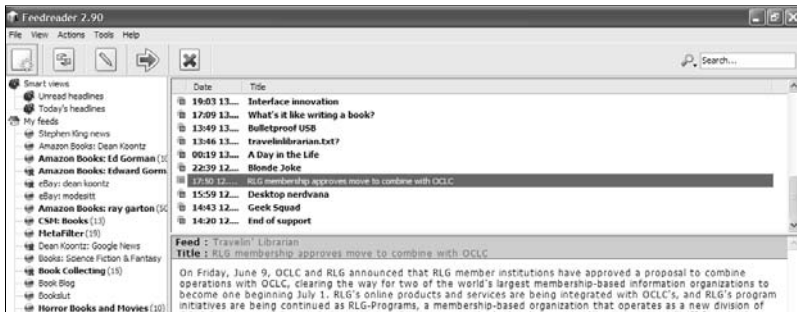 Feedreader 2.90
File View Actions Tools Help
Search...
Smart views
Unread headlines
Today's headlines
My feeds
Stephen King news
Amazon Books: Dean Koontz
Amazon Books: Ed Gorman (10
Amazon Books: Edward Gorm
eBay: dean koontz
eBay: modesitt
Amazon Books: ray garton (50
CSM: Books (13)
MetaFilter (19)
Dean Koontz: Google News
Books: Science Fiction & Fantasy
Book Collecting (15)
Book Blog
Bookslut
Horror Books and Movies (10)
Date Title
19:03 13.... Interface innovation
17:09 13.... What's it like writing a book?
13:49 13.... Bulletproof USB
13:46 13.... travelinlibrarian.txt?
00:19 13.... A Day in the Life
22:39 12.... Blonde Joke
17:50 12.... RLG membership approves move to combine with OCLC
15:59 12.... Desktop nerdvana
14:43 12.... Geek Squad
14:20 12.... End of support
Feed : Travelin' Librarian
Title : RLG membership approves move to combine with OCLC
On Friday, June 9, OCLC and RLG announced that RLG member institutions have approved a proposal to combine
operations with OCLC, clearing the way for two of the world's largest membership-based information organizations to
become one beginning July 1. RLG's online products and services are being integrated with OCLC's, and RLG's program
initiatives are being continued as RLG-Programs, a membership-based organization that operates as a new division of